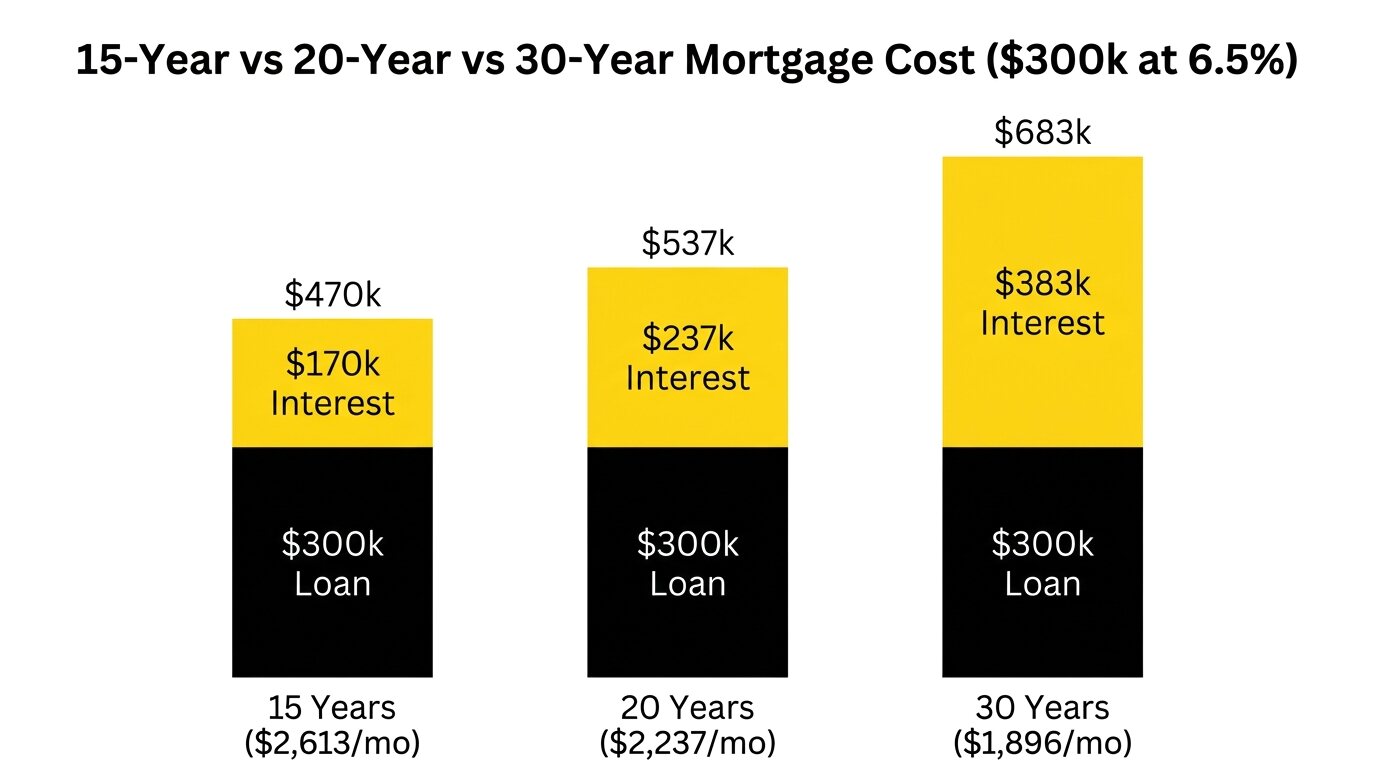 15-Year vs 20-Year vs 30-Year Mortgage Cost ($300k at 6.5%)
$470k
$170k
Interest
$300k
Loan
15 Years
($2,613/mo)
$537k
$237k
Interest
$300k
Loan
20 Years
($2,237/mo)
$683k
$383k
Interest
$300k
Loan
30 Years
($1,896/mo)